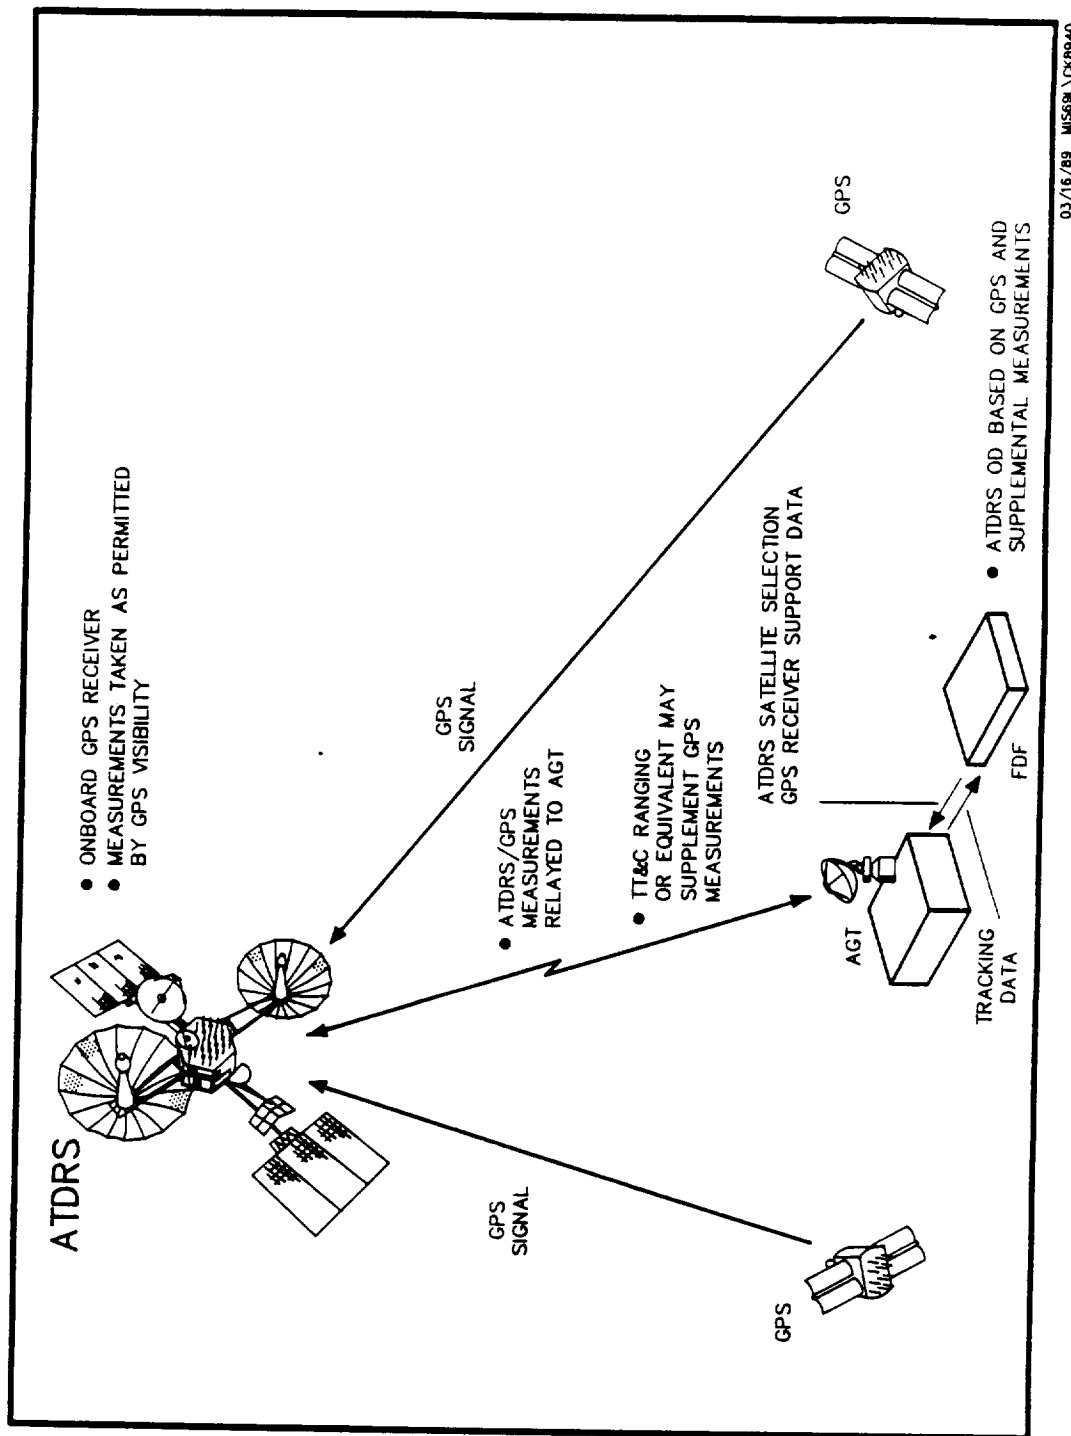 ATDRS
● ONBOARD GPS RECEIVER
● MEASUREMENTS TAKEN AS PERMITTED
BY GPS VISIBILITY
GPS
SIGNAL
● ATDRS/GPS
MEASUREMENTS
RELAYED TO AGT
GPS
SIGNAL
● TT&C RANGING
OR EQUIVALENT MAY
SUPPLEMENT GPS
MEASUREMENTS
GPS
GPS
ATDRS SATELLITE SELECTION
GPS RECEIVER SUPPORT DATA
AGT
TRACKING
DATA
FDF
● ATDRS OD BASED ON GPS AND
SUPPLEMENTAL MEASUREMENTS
03/16/89 MIS69M\CK8940